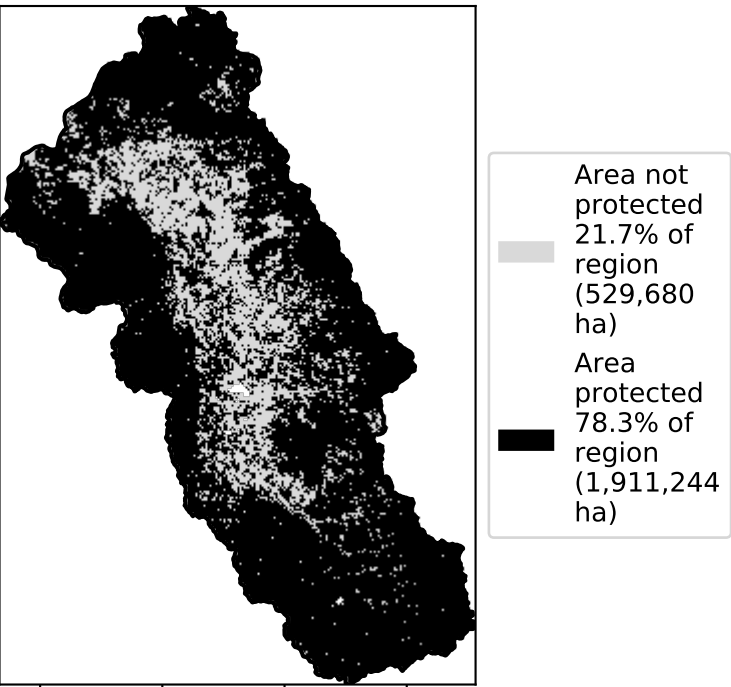 Area not
protected
21.7% of
region
(529,680
ha)
Area
protected
78.3% of
region
(1,911,244
ha)